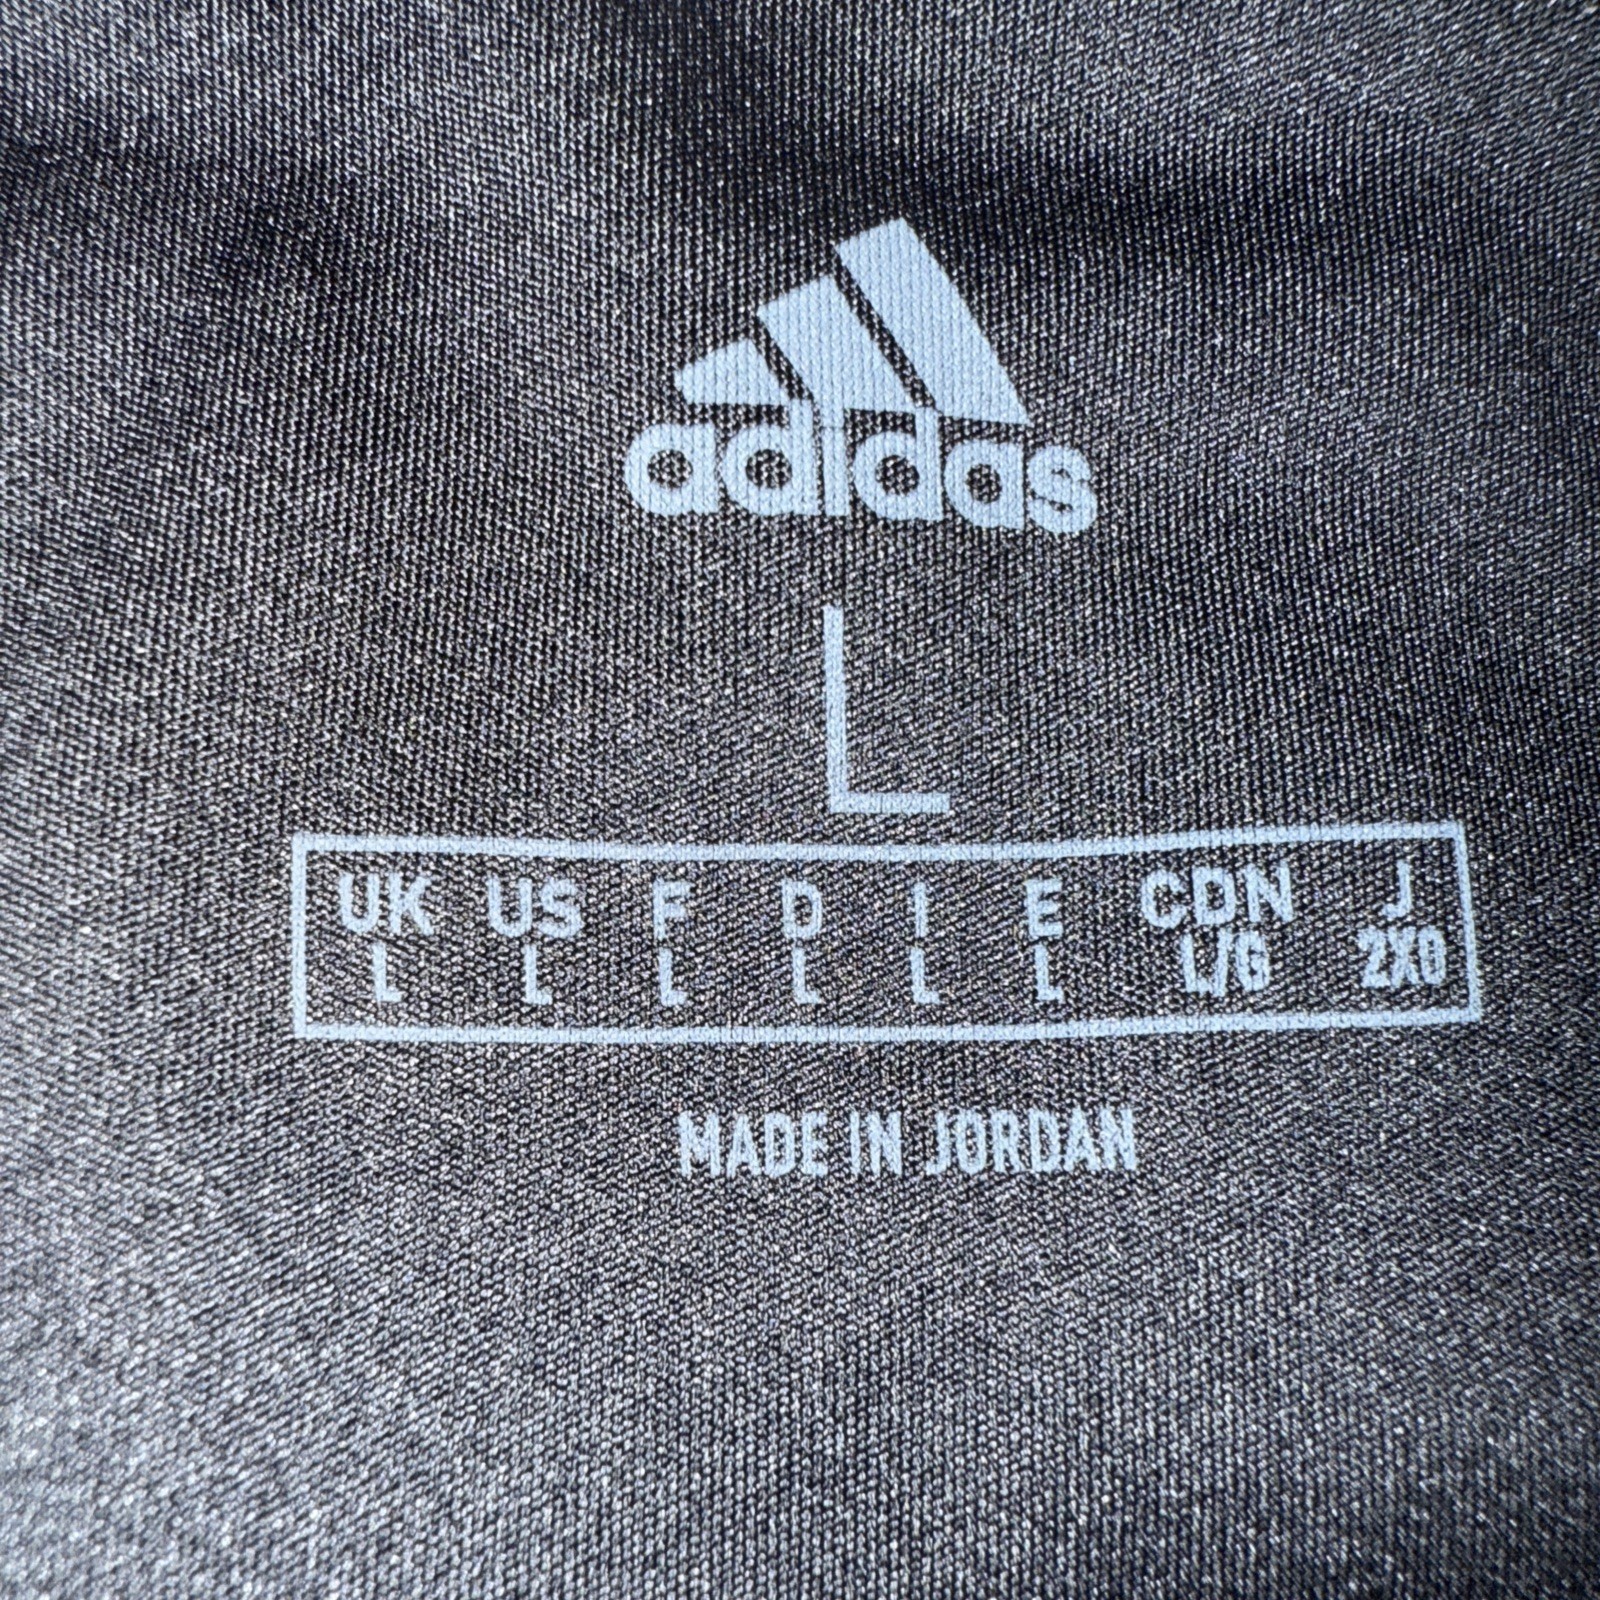 adidas
L
UK US F D I E CDN J
L L L L L L L/G 2XO
MADE IN JORDAN